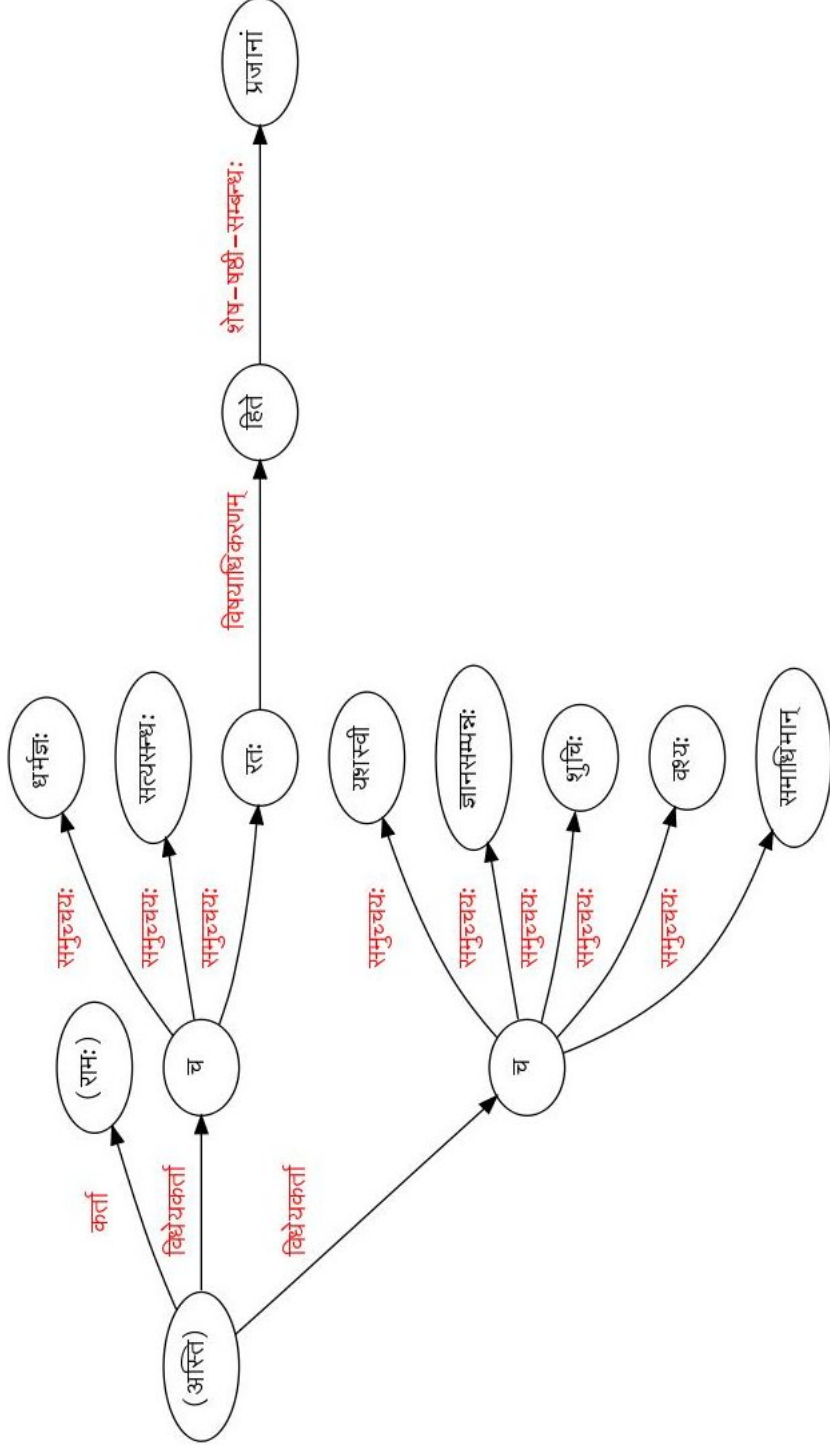 (अस्ति)
कर्ता
विधेयकर्ता
विधेयकर्ता
(रामः)
च
च
समुच्चयः
समुच्चयः
समुच्चयः
समुच्चयः
समुच्चयः
समुच्चयः
समुच्चयः
समुच्चयः
धर्मज्ञः
सत्यसन्धः
रतः
यशस्वी
ज्ञानसम्पन्नः
शुचिः
वश्यः
समाधिमान्
विषयाधिकरणम्
हिते
शेष-षष्ठी-सम्बन्धः
प्रजानां